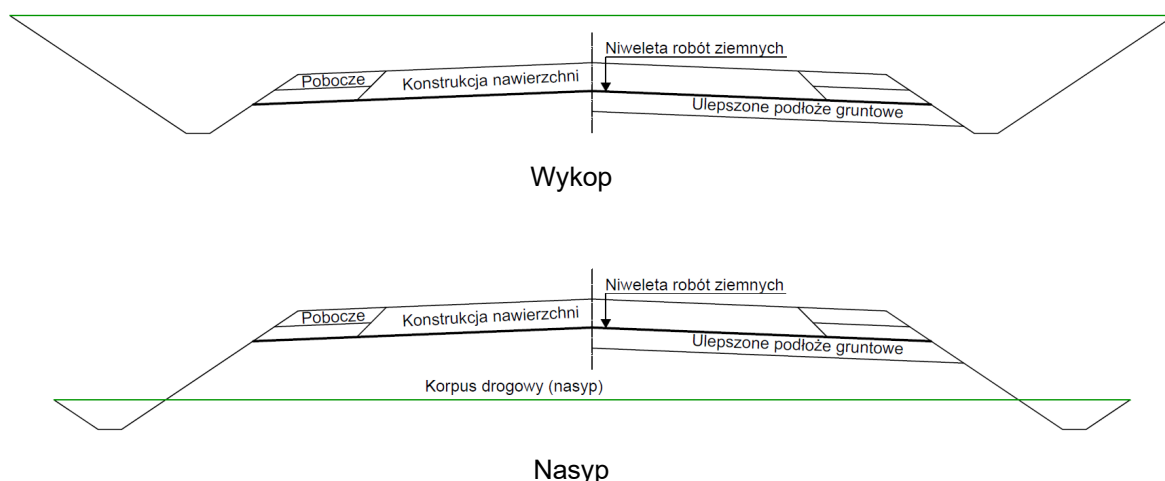 Niweleta robót ziemnych
Pobocze
Konstrukcja nawierzchni
Ulepszone podłoże gruntowe
Wykop
Niweleta robót ziemnych
Pobocze
Konstrukcja nawierzchni
Ulepszone podłoże gruntowe
Korpus drogowy (nasyp)
Nasyp